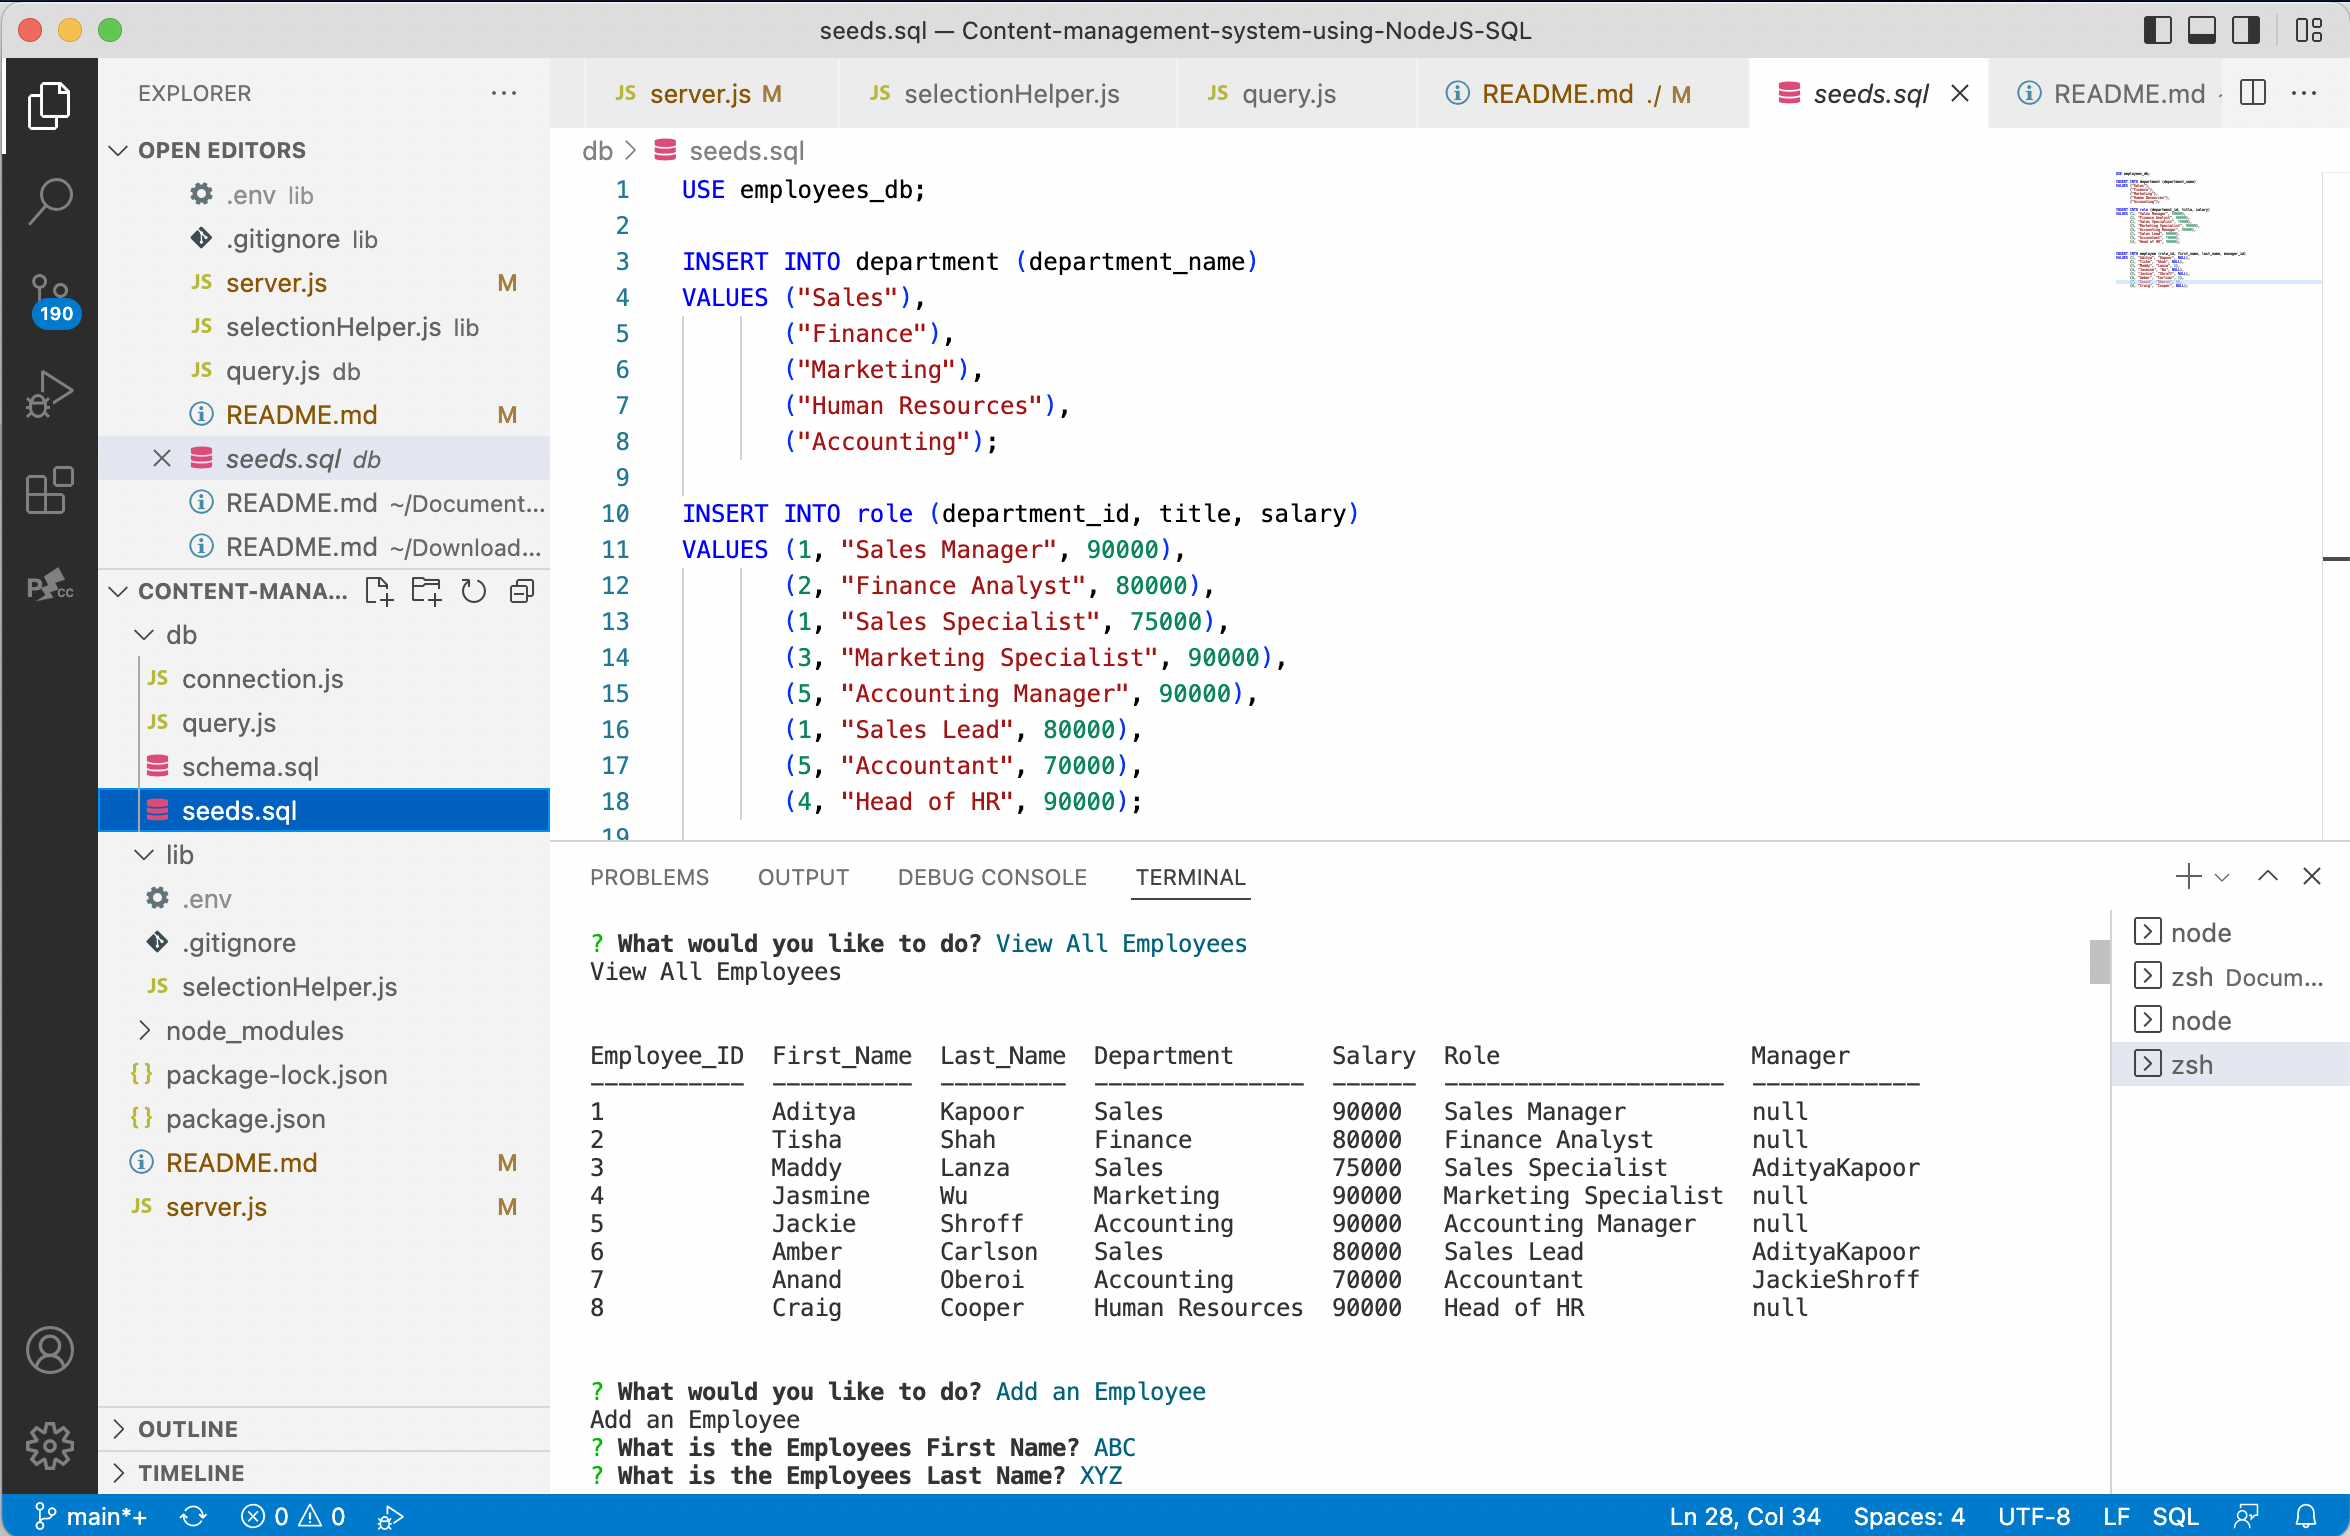 seeds.sql — Content-management-system-using-NodeJS-SQL
EXPLORER
OPEN EDITORS
.env lib
.gitignore lib
JS server.js M
JS selectionHelper.js lib
JS query.js db
README.md M
seeds.sql db
README.md ~/Document...
README.md ~/Download...
CONTENT-MANA...
db
JS connection.js
JS query.js
schema.sql
seeds.sql
lib
.env
.gitignore
JS selectionHelper.js
node_modules
{} package-lock.json
{} package.json
README.md M
JS server.js M
OUTLINE
TIMELINE
190
JS server.js M
JS selectionHelper.js
JS query.js
README.md ./ M
seeds.sql
README.md
db > seeds.sql
1 USE employees_db;
2
3 INSERT INTO department (department_name)
4 VALUES ("Sales"),
5 ("Finance"),
6 ("Marketing"),
7 ("Human Resources"),
8 ("Accounting");
9
10 INSERT INTO role (department_id, title, salary)
11 VALUES (1, "Sales Manager", 90000),
12 (2, "Finance Analyst", 80000),
13 (1, "Sales Specialist", 75000),
14 (3, "Marketing Specialist", 90000),
15 (5, "Accounting Manager", 90000),
16 (1, "Sales Lead", 80000),
17 (5, "Accountant", 70000),
18 (4, "Head of HR", 90000);
19
PROBLEMS OUTPUT DEBUG CONSOLE TERMINAL
? What would you like to do? View All Employees
View All Employees
Employee_ID First_Name Last_Name Department Salary Role Manager
----------- ---------- --------- --------------- ------ -------------------- ------------
1 Aditya Kapoor Sales 90000 Sales Manager null
2 Tisha Shah Finance 80000 Finance Analyst null
3 Maddy Lanza Sales 75000 Sales Specialist AdityaKapoor
4 Jasmine Wu Marketing 90000 Marketing Specialist null
5 Jackie Shroff Accounting 90000 Accounting Manager null
6 Amber Carlson Sales 80000 Sales Lead AdityaKapoor
7 Anand Oberoi Accounting 70000 Accountant JackieShroff
8 Craig Cooper Human Resources 90000 Head of HR null
? What would you like to do? Add an Employee
Add an Employee
? What is the Employees First Name? ABC
? What is the Employees Last Name? XYZ
node
zsh Docum...
node
zsh
main*+ 0 0 Ln 28, Col 34 Spaces: 4 UTF-8 LF SQL